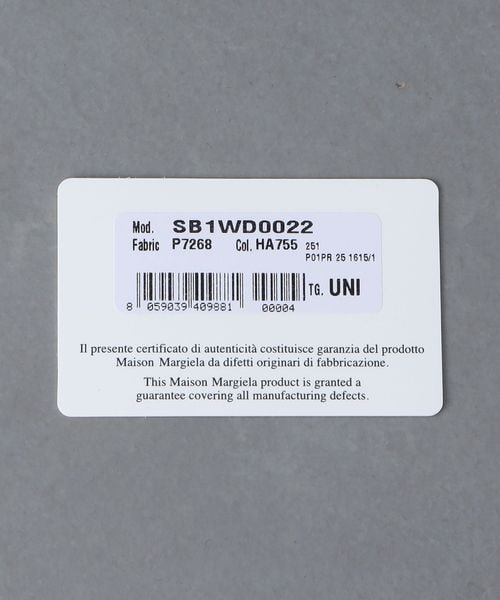 Mod. SB1WD0022
Fabric P7268 Col. HA755 251
P01PR 25 1615/1
TG. UNI
8 059039 409881 00004
Il presente certificato di autenticità costituisce garanzia del prodotto
Maison Margiela da difetti originari di fabbricazione.
This Maison Margiela product is granted a
guarantee covering all manufacturing defects.